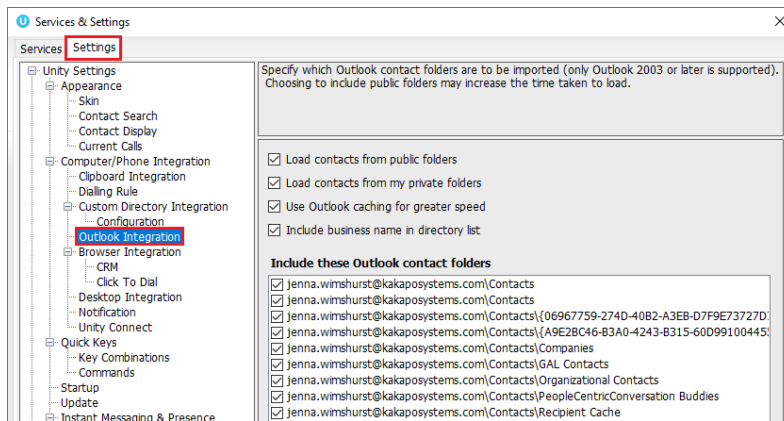 Services & Settings
Services Settings
Unity Settings
Appearance
Skin
Contact Search
Contact Display
Current Calls
Computer/Phone Integration
Clipboard Integration
Dialling Rule
Custom Directory Integration
Configuration
Outlook Integration
Browser Integration
CRM
Click To Dial
Desktop Integration
Notification
Unity Connect
Quick Keys
Key Combinations
Commands
Startup
Update
Instant Messaging & Presence
Specify which Outlook contact folders are to be imported (only Outlook 2003 or later is supported).
Choosing to include public folders may increase the time taken to load.
Load contacts from public folders
Load contacts from my private folders
Use Outlook caching for greater speed
Include business name in directory list
Include these Outlook contact folders
jenna.wimshurst@kakaposystems.com\Contacts
jenna.wimshurst@kakaposystems.com\Contacts
jenna.wimshurst@kakaposystems.com\Contacts\{06967759-274D-40B2-A3EB-D7F9E73727D
jenna.wimshurst@kakaposystems.com\Contacts\{A9E2BC46-B3A0-4243-B315-60D99100445
jenna.wimshurst@kakaposystems.com\Contacts\Companies
jenna.wimshurst@kakaposystems.com\Contacts\GAL Contacts
jenna.wimshurst@kakaposystems.com\Contacts\Organizational Contacts
jenna.wimshurst@kakaposystems.com\Contacts\PeopleCentricConversation Buddies
jenna.wimshurst@kakaposystems.com\Contacts\Recipient Cache